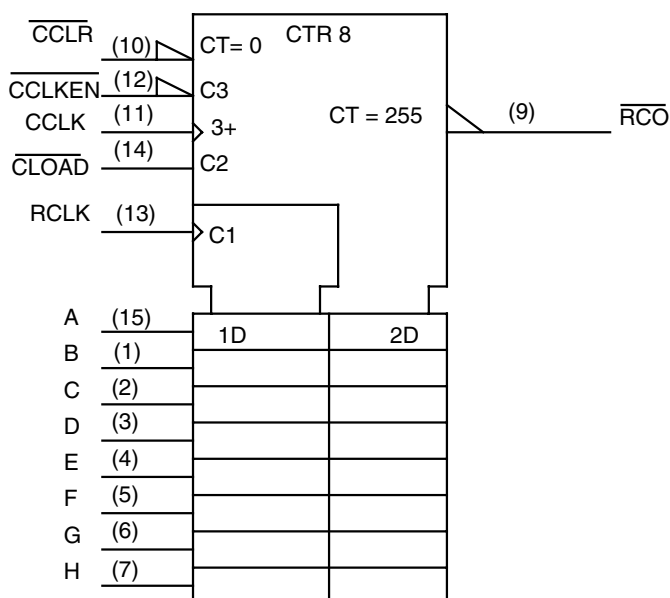 CCLR (10) CT= 0 CTR 8
CCLKEN (12) C3
CCLK (11) 3+ CT = 255 (9) RCO
CLOAD (14) C2
RCLK (13) C1
A (15) 1D 2D
B (1)
C (2)
D (3)
E (4)
F (5)
G (6)
H (7)